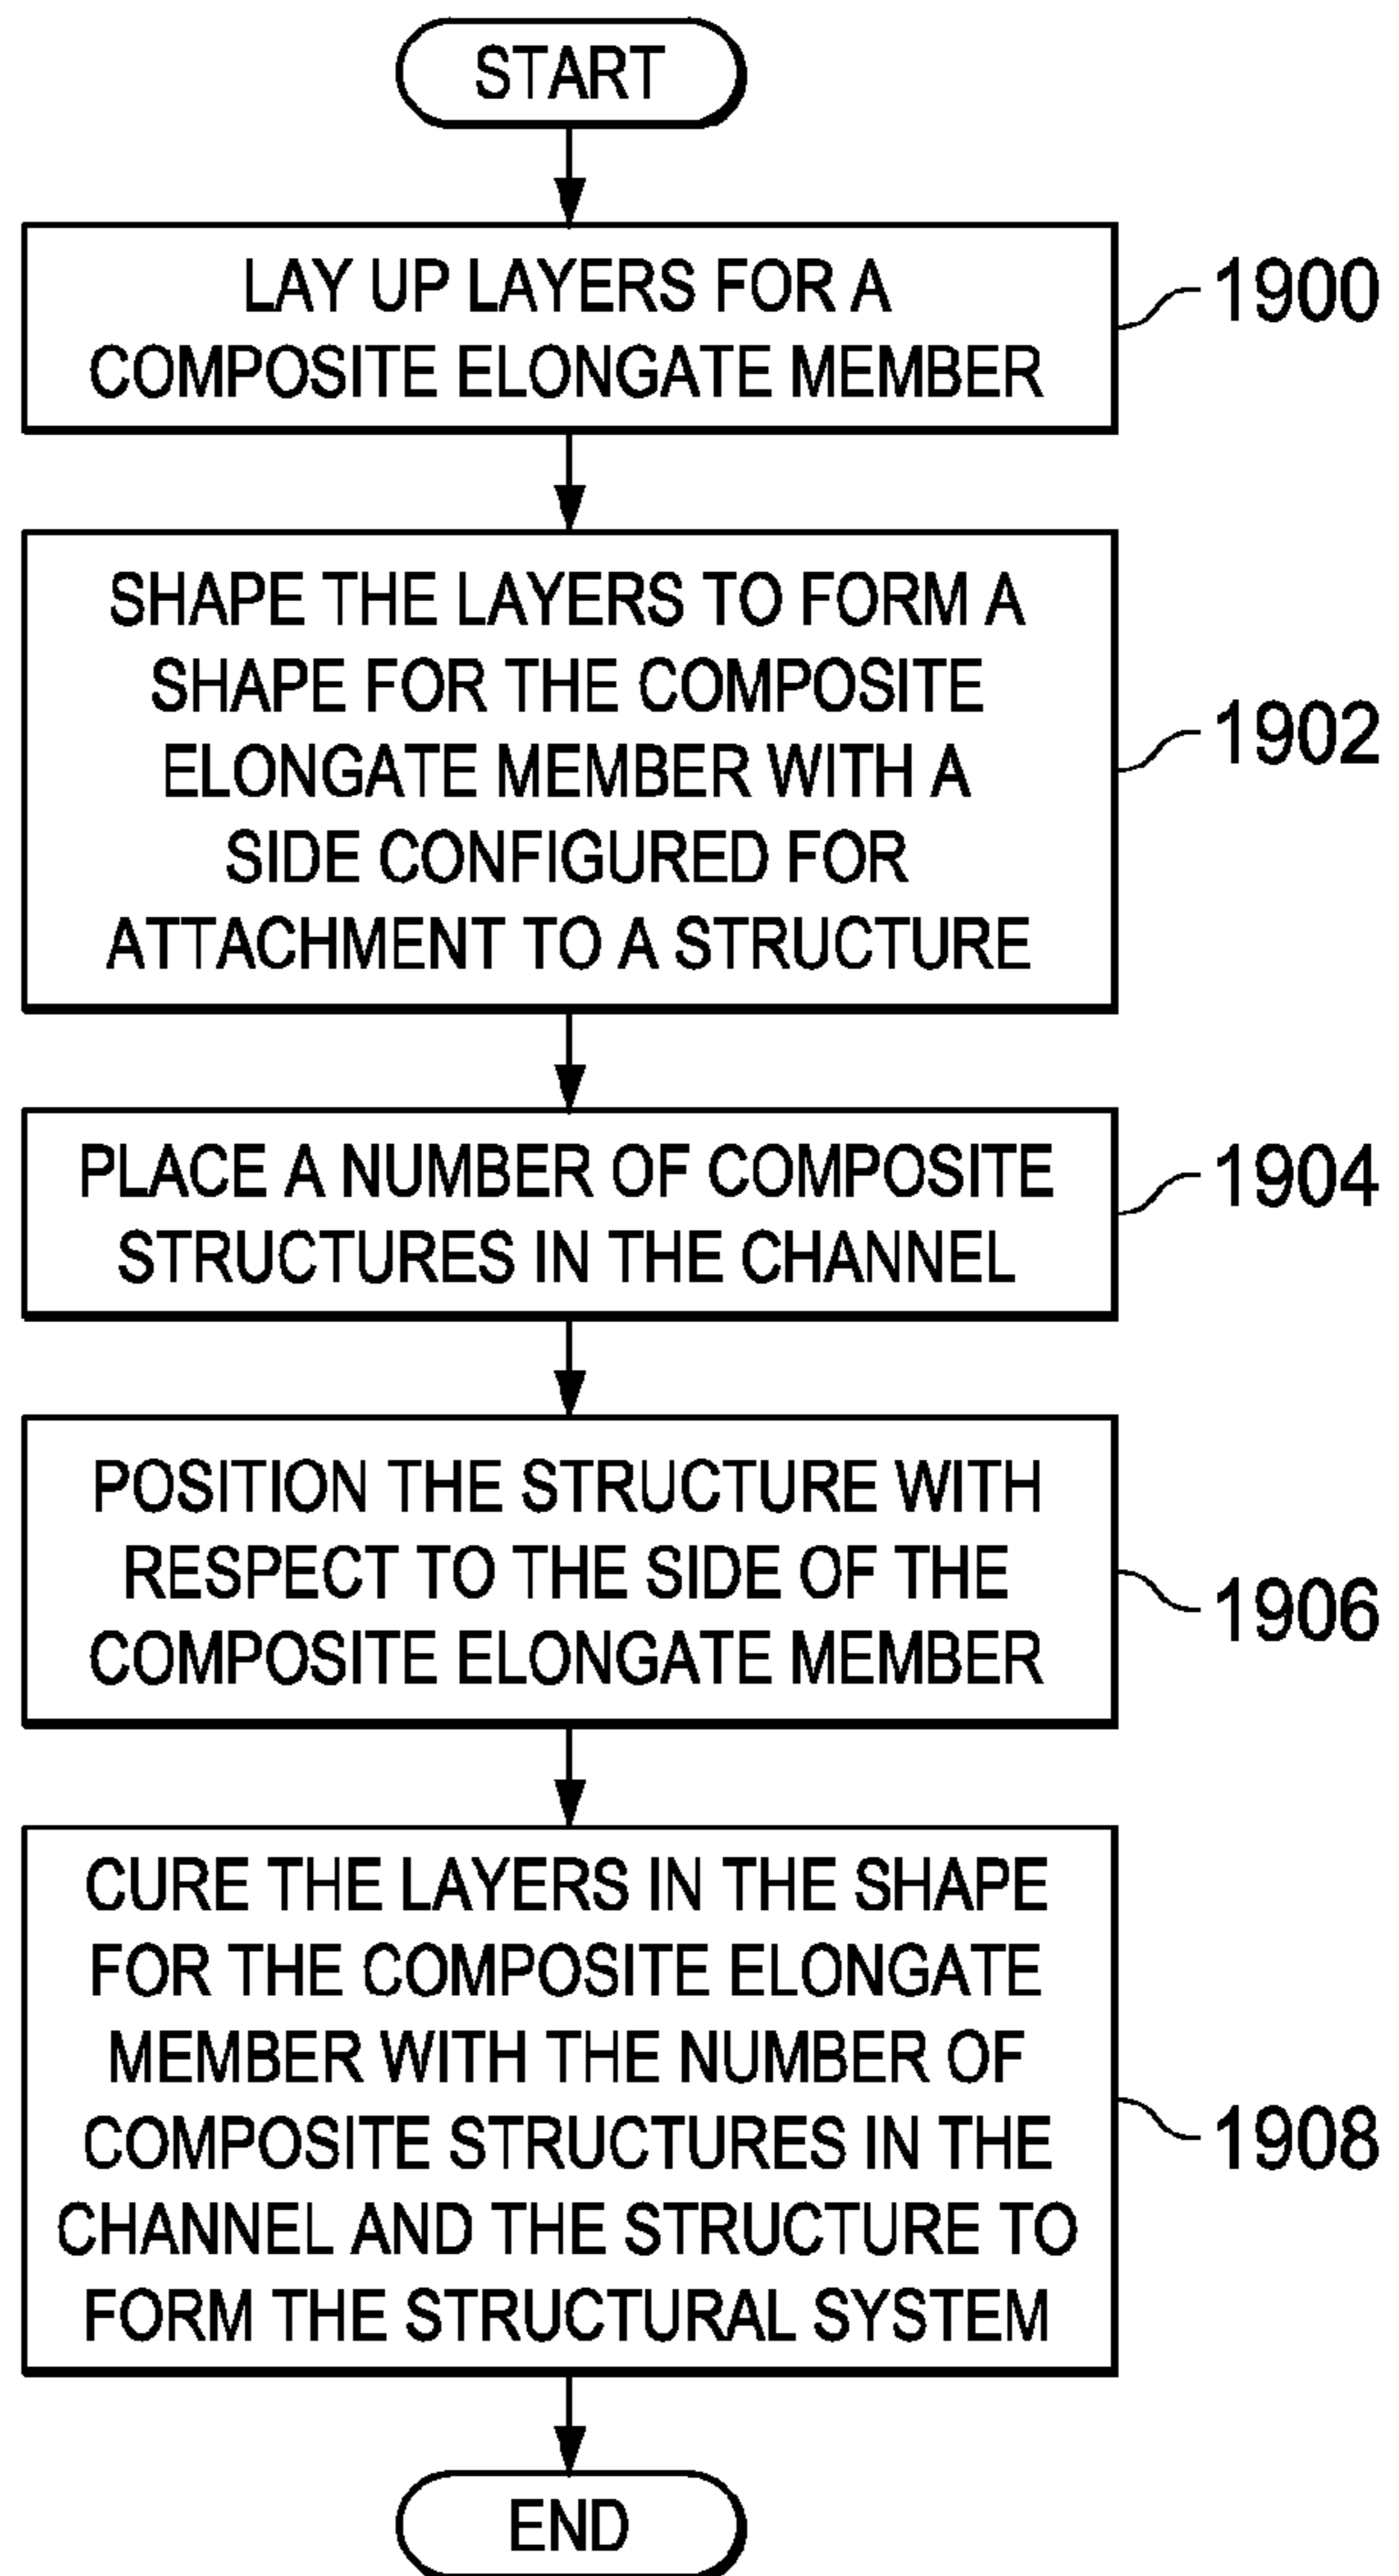 START
LAY UP LAYERS FOR A
COMPOSITE ELONGATE MEMBER
1900
SHAPE THE LAYERS TO FORM A
SHAPE FOR THE COMPOSITE
ELONGATE MEMBER WITH A
SIDE CONFIGURED FOR
ATTACHMENT TO A STRUCTURE
1902
PLACE A NUMBER OF COMPOSITE
STRUCTURES IN THE CHANNEL
1904
POSITION THE STRUCTURE WITH
RESPECT TO THE SIDE OF THE
COMPOSITE ELONGATE MEMBER
1906
CURE THE LAYERS IN THE SHAPE
FOR THE COMPOSITE ELONGATE
MEMBER WITH THE NUMBER OF
COMPOSITE STRUCTURES IN THE
CHANNEL AND THE STRUCTURE TO
FORM THE STRUCTURAL SYSTEM
1908
END